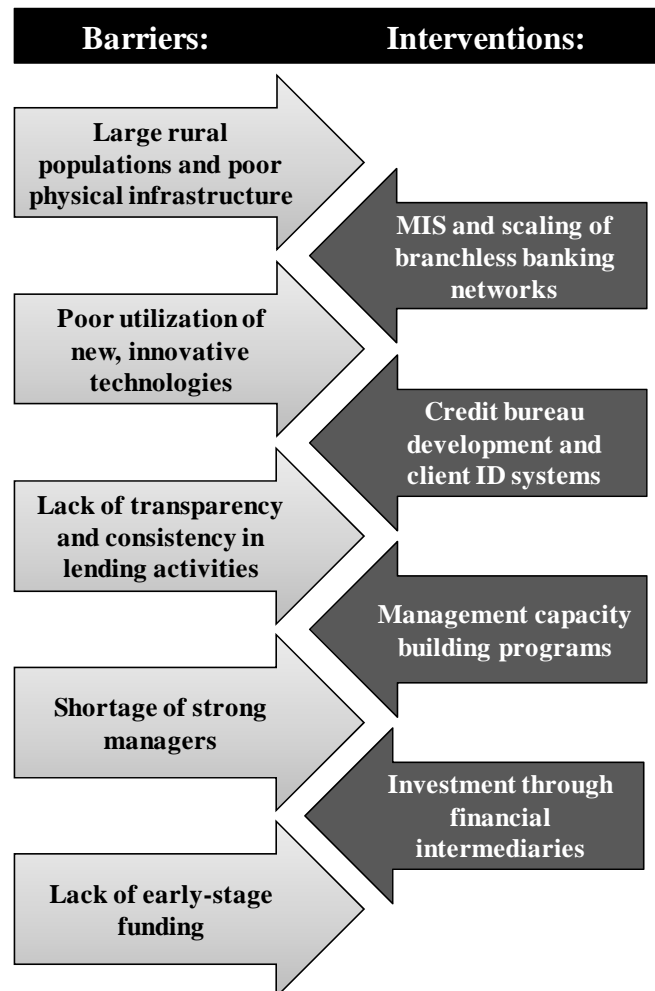 Barriers:
Interventions:
Large rural
populations and poor
physical infrastructure
MIS and scaling of
branchless banking
networks
Poor utilization of
new, innovative
technologies
Credit bureau
development and
client ID systems
Lack of transparency
and consistency in
lending activities
Management capacity
building programs
Shortage of strong
managers
Investment through
financial
intermediaries
Lack of early-stage
funding